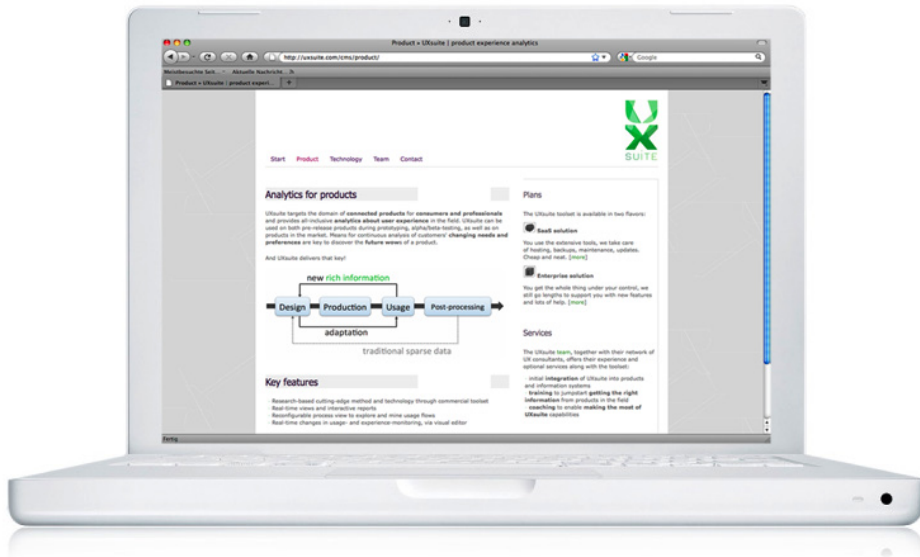 Product » UXsuite | product experience analytics
http://uxsuite.com/cms/product/
Google
Meistbesuchte Seit... Aktuelle Nachricht...
Product » UXsuite | product experi...
UX
SUITE
Start Product Technology Team Contact
Analytics for products
UXsuite targets the domain of connected products for consumers and professionals
and provides all-inclusive analytics about user experience in the field. UXsuite can be
used on both pre-release products during prototyping, alpha/beta-testing, as well as on
products in the market. Means for continuous analysis of customers' changing needs and
preferences are key to discover the future wows of a product.
And UXsuite delivers that key!
new rich information
Design Production Usage Post-processing
adaptation
traditional sparse data
Key features
· Research-based cutting-edge method and technology through commercial toolset
· Real-time views and interactive reports
· Reconfigurable process view to explore and mine usage flows
· Real-time changes in usage- and experience-monitoring, via visual editor
Plans
The UXsuite toolset is available in two flavors:
SaaS solution
You use the extensive tools, we take care
of hosting, backups, maintenance, updates.
Cheap and neat. [more]
Enterprise solution
You get the whole thing under your control, we
still go lengths to support you with new features
and lots of help. [more]
Services
The UXsuite team, together with their network of
UX consultants, offers their experience and
optional services along with the toolset:
· initial integration of UXsuite into products
and information systems
· training to jumpstart getting the right
information from products in the field
· coaching to enable making the most of
UXsuite capabilities
Fertig